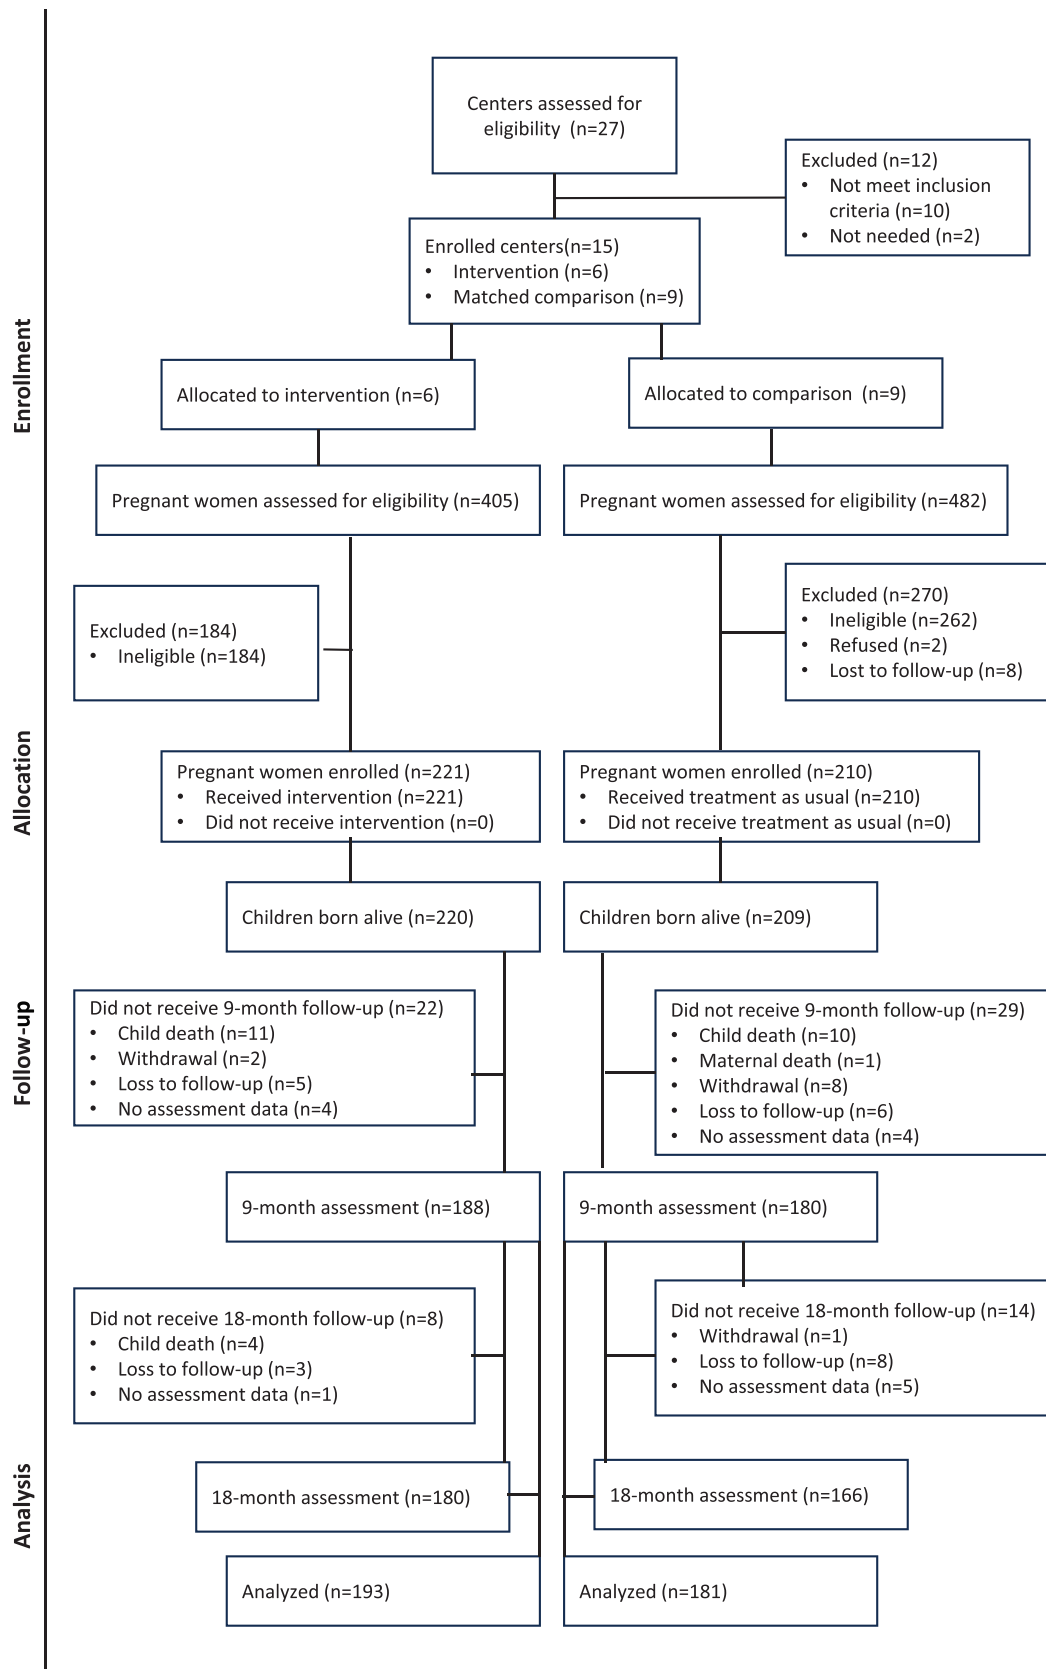 Centers assessed for
eligibility (n=27)
Excluded (n=12)
• Not meet inclusion
criteria (n=10)
• Not needed (n=2)
Enrolled centers(n=15)
• Intervention (n=6)
• Matched comparison (n=9)
Enrollment
Allocated to intervention (n=6)
Allocated to comparison (n=9)
Pregnant women assessed for eligibility (n=405)
Pregnant women assessed for eligibility (n=482)
Excluded (n=184)
• Ineligible (n=184)
Excluded (n=270)
• Ineligible (n=262)
• Refused (n=2)
• Lost to follow-up (n=8)
Allocation
Pregnant women enrolled (n=221)
• Received intervention (n=221)
• Did not receive intervention (n=0)
Pregnant women enrolled (n=210)
• Received treatment as usual (n=210)
• Did not receive treatment as usual (n=0)
Children born alive (n=220)
Children born alive (n=209)
Follow-up
Did not receive 9-month follow-up (n=22)
• Child death (n=11)
• Withdrawal (n=2)
• Loss to follow-up (n=5)
• No assessment data (n=4)
Did not receive 9-month follow-up (n=29)
• Child death (n=10)
• Maternal death (n=1)
• Withdrawal (n=8)
• Loss to follow-up (n=6)
• No assessment data (n=4)
9-month assessment (n=188)
9-month assessment (n=180)
Did not receive 18-month follow-up (n=8)
• Child death (n=4)
• Loss to follow-up (n=3)
• No assessment data (n=1)
Did not receive 18-month follow-up (n=14)
• Withdrawal (n=1)
• Loss to follow-up (n=8)
• No assessment data (n=5)
Analysis
18-month assessment (n=180)
18-month assessment (n=166)
Analyzed (n=193)
Analyzed (n=181)